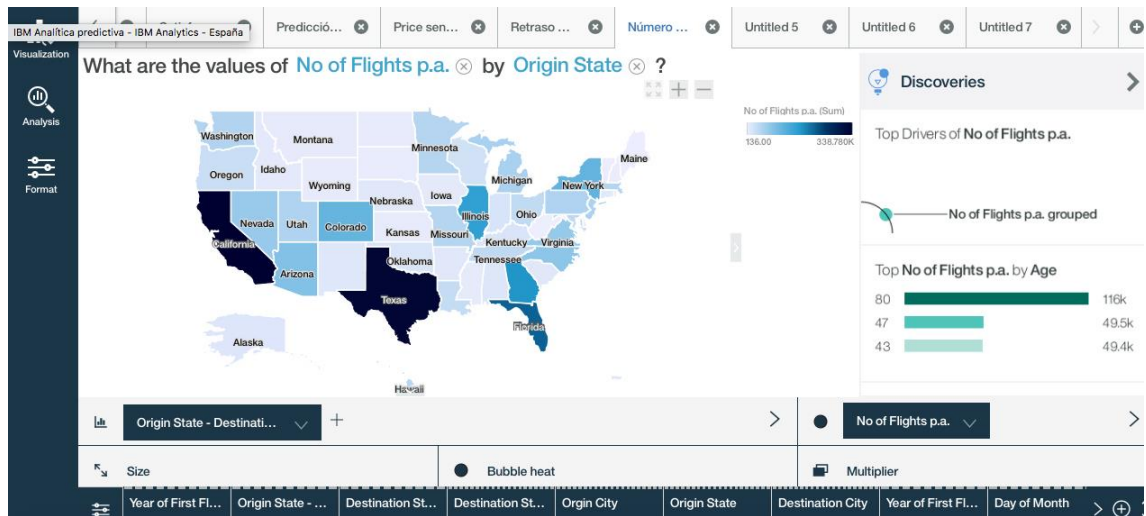 Predicció...
Price sen...
Retraso ...
Número ...
Untitled 5
Untitled 6
Untitled 7
IBM Analítica predictiva - IBM Analytics - España
Visualization
Analysis
Format
What are the values of No of Flights p.a. by Origin State ?
No of Flights p.a. (Sum)
136.00
338.780K
Washington
Montana
Minnesota
Maine
Oregon
Idaho
Wyoming
Michigan
New York
Nebraska
Iowa
Nevada
Utah
Colorado
Kansas
Missouri
Illinois
Ohio
Kentucky
Virginia
California
Arizona
Oklahoma
Tennessee
Texas
Florida
Alaska
Hawaii
Discoveries
Top Drivers of No of Flights p.a.
No of Flights p.a. grouped
Top No of Flights p.a. by Age
80 116k
47 49.5k
43 49.4k
Origin State - Destinati...
No of Flights p.a.
Size
Bubble heat
Multiplier
Year of First Fl...
Origin State - ...
Destination St...
Destination St...
Orgin City
Origin State
Destination City
Year of First Fl...
Day of Month